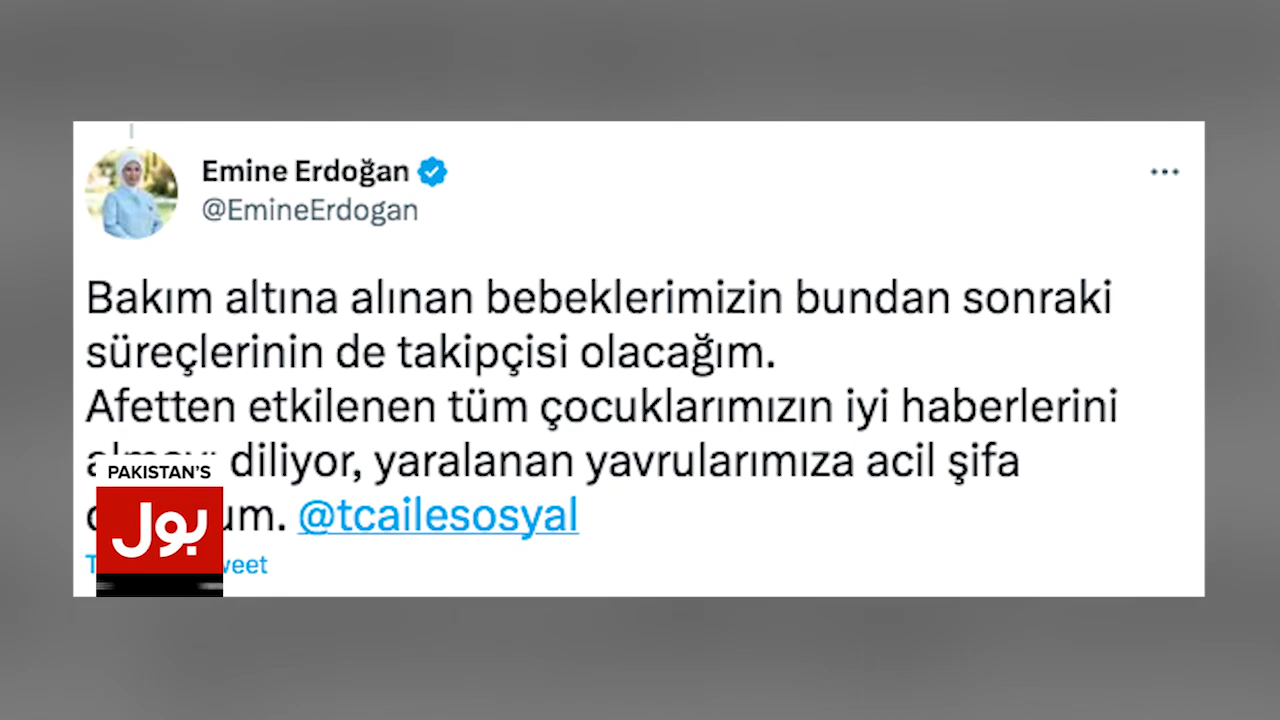 Emine Erdoğan
@EmineErdogan
Bakım altına alınan bebeklerimizin bundan sonraki
süreçlerinin de takipçisi olacağım.
Afetten etkilenen tüm çocuklarımızın iyi haberlerini
diliyor, yaralanan yavrularımıza acil şifa
@tcailesosyal
PAKISTAN'S
بول